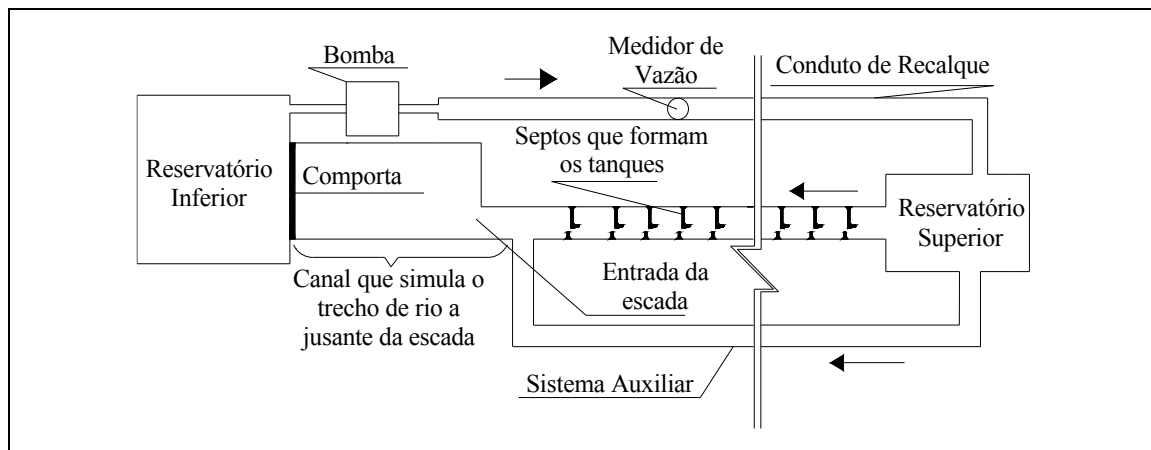 Bomba
Medidor de
Vazão
Conduto de Recalque
Septos que formam
os tanques
Reservatório
Inferior
Comporta
Reservatório
Superior
Canal que simula o
trecho de rio a
jusante da escada
Entrada da
escada
Sistema Auxiliar